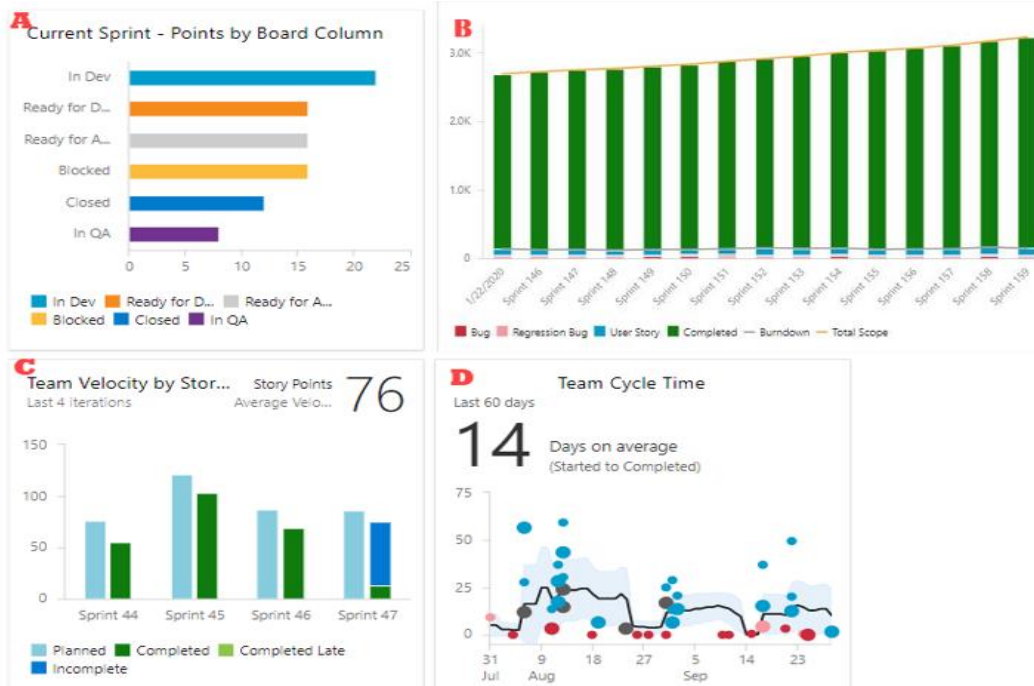 A
Current Sprint - Points by Board Column
In Dev
Ready for D...
Ready for A...
Blocked
Closed
In QA
0 5 10 15 20 25
In Dev Ready for D... Ready for A...
Blocked Closed In QA
B
3.0K
2.0K
1.0K
0
1/22/2020 Sprint 146 Sprint 147 Sprint 148 Sprint 149 Sprint 150 Sprint 151 Sprint 152 Sprint 153 Sprint 154 Sprint 155 Sprint 156 Sprint 157 Sprint 158 Sprint 159
Bug Regression Bug User Story Completed Burndown Total Scope
C
Team Velocity by Stor... Story Points 76
Last 4 iterations Average Velo...
150
100
50
0
Sprint 44 Sprint 45 Sprint 46 Sprint 47
Planned Completed Completed Late
Incomplete
D
Team Cycle Time
Last 60 days
14 Days on average
(Started to Completed)
75
50
25
0
31 9 18 27 5 14 23
Jul Aug Sep